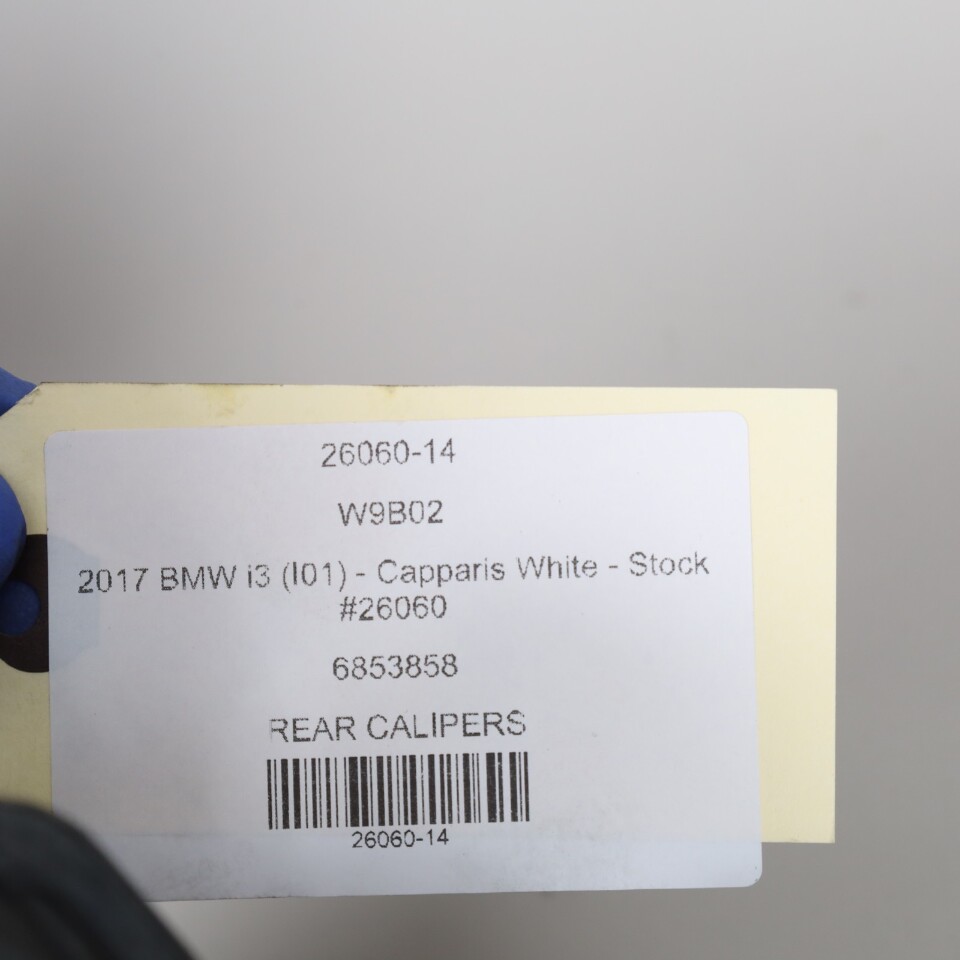 26060-14
W9B02
2017 BMW i3 (I01) - Capparis White - Stock
#26060
6853858
REAR CALIPERS
26060-14